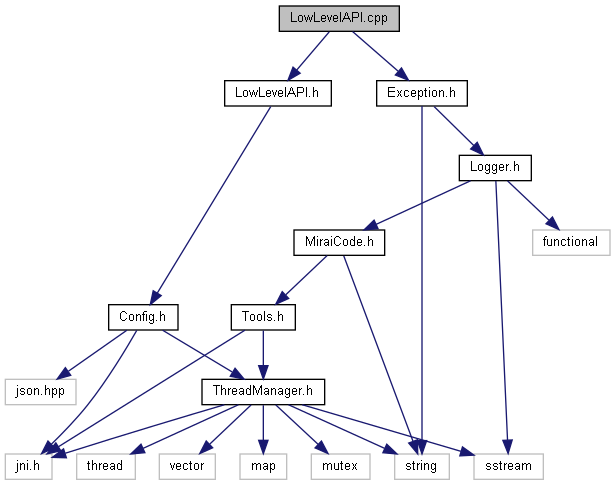 LowLevelAPI.cpp
LowLevelAPI.h
Exception.h
Logger.h
MiraiCode.h
functional
Config.h
Tools.h
json.hpp
ThreadManager.h
jni.h
thread
vector
map
mutex
string
sstream